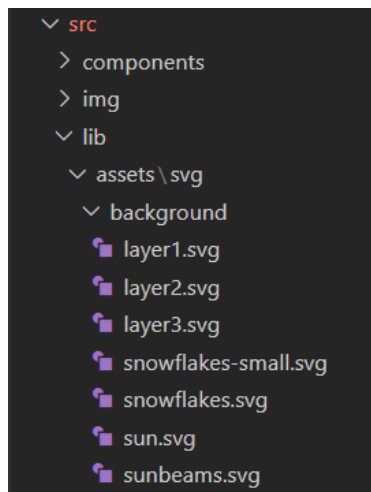 src
components
img
lib
assets\svg
background
layer1.svg
layer2.svg
layer3.svg
snowflakes-small.svg
snowflakes.svg
sun.svg
sunbeams.svg